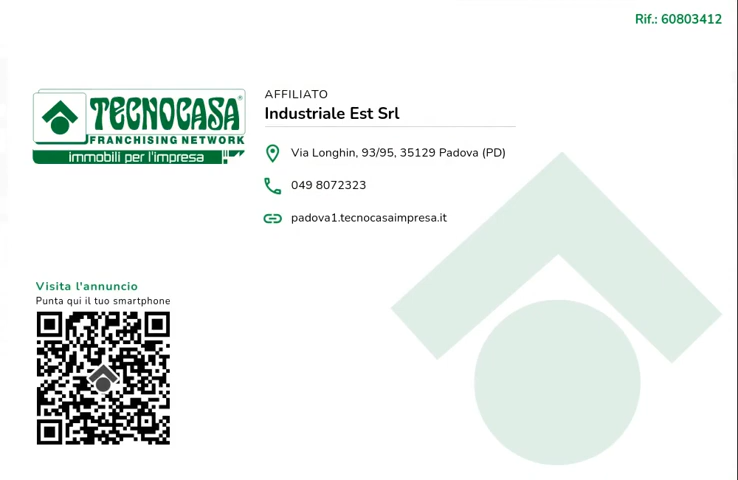 Rif.: 60803412
TECNOCASA
FRANCHISING NETWORK
immobili per l'impresa
AFFILIATO
Industriale Est Srl
Via Longhin, 93/95, 35129 Padova (PD)
049 8072323
padova1.tecnocasaimpresa.it
Visita l'annuncio
Punta qui il tuo smartphone